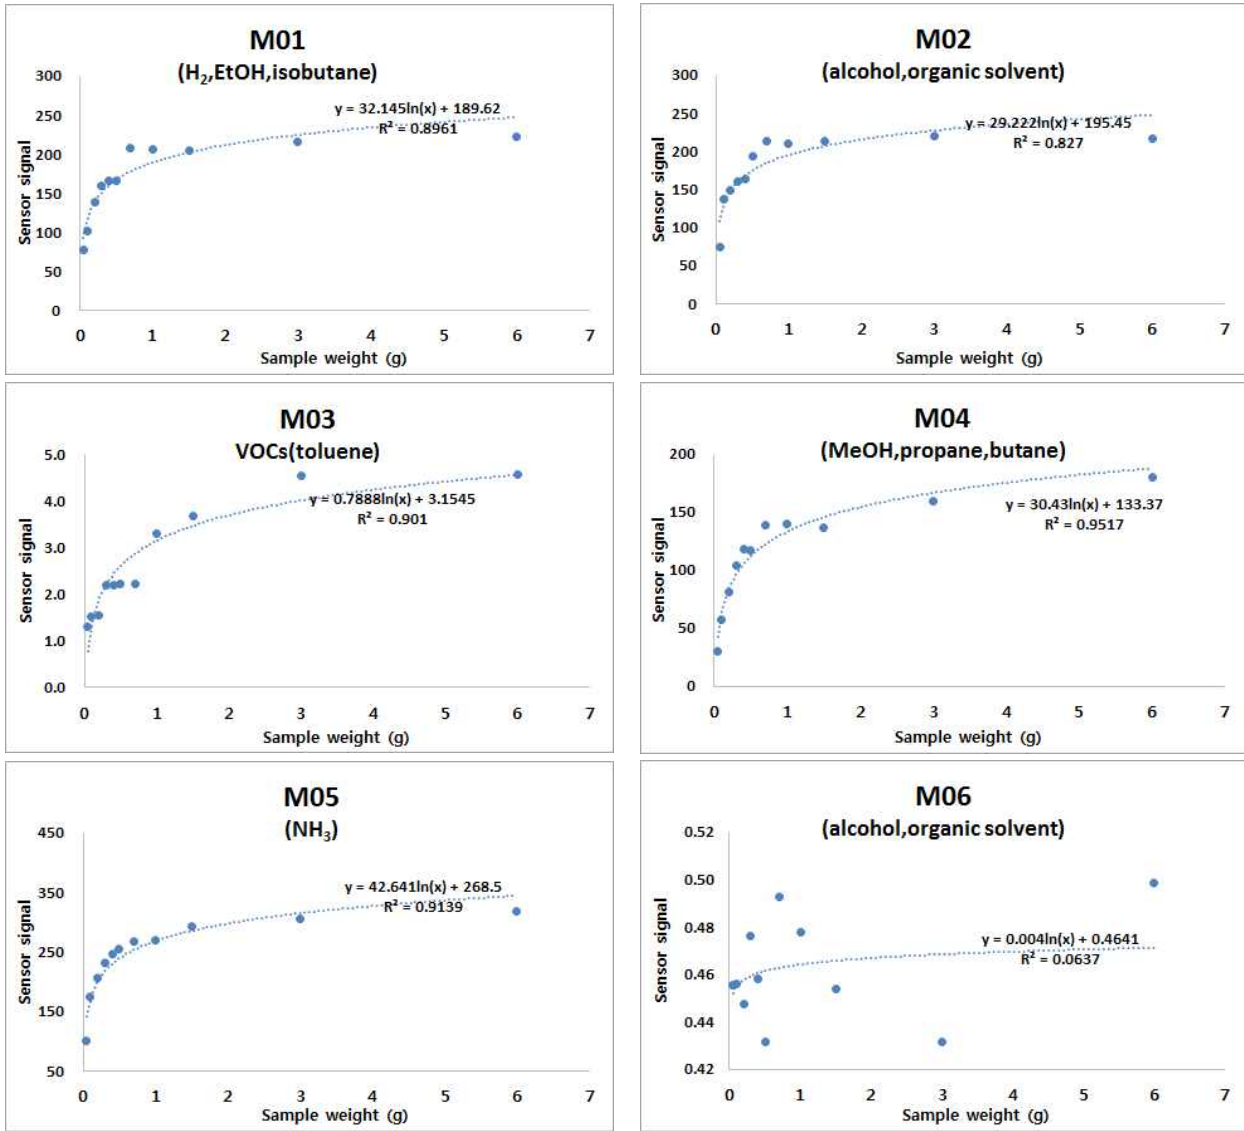 M01
(H₂,EtOH,isobutane)
300
250
200
150
100
50
0
Sensor signal
y = 32.145ln(x) + 189.62
R² = 0.8961
0 1 2 3 4 5 6 7
Sample weight (g)
M02
(alcohol,organic solvent)
300
250
200
150
100
50
0
Sensor signal
y = 29.222ln(x) + 195.45
R² = 0.827
0 1 2 3 4 5 6 7
Sample weight (g)
M03
VOCs(toluene)
5.0
4.0
3.0
2.0
1.0
0.0
Sensor signal
y = 0.7888ln(x) + 3.1545
R² = 0.901
0 1 2 3 4 5 6 7
Sample weight (g)
M04
(MeOH,propane,butane)
200
150
100
50
0
Sensor signal
y = 30.43ln(x) + 133.37
R² = 0.9517
0 1 2 3 4 5 6 7
Sample weight (g)
M05
(NH₃)
450
350
250
150
50
Sensor signal
y = 42.641ln(x) + 268.5
R² = 0.9139
0 1 2 3 4 5 6 7
Sample weight (g)
M06
(alcohol,organic solvent)
0.52
0.50
0.48
0.46
0.44
0.42
Sensor signal
y = 0.004ln(x) + 0.4641
R² = 0.0637
0 1 2 3 4 5 6 7
Sample weight (g)